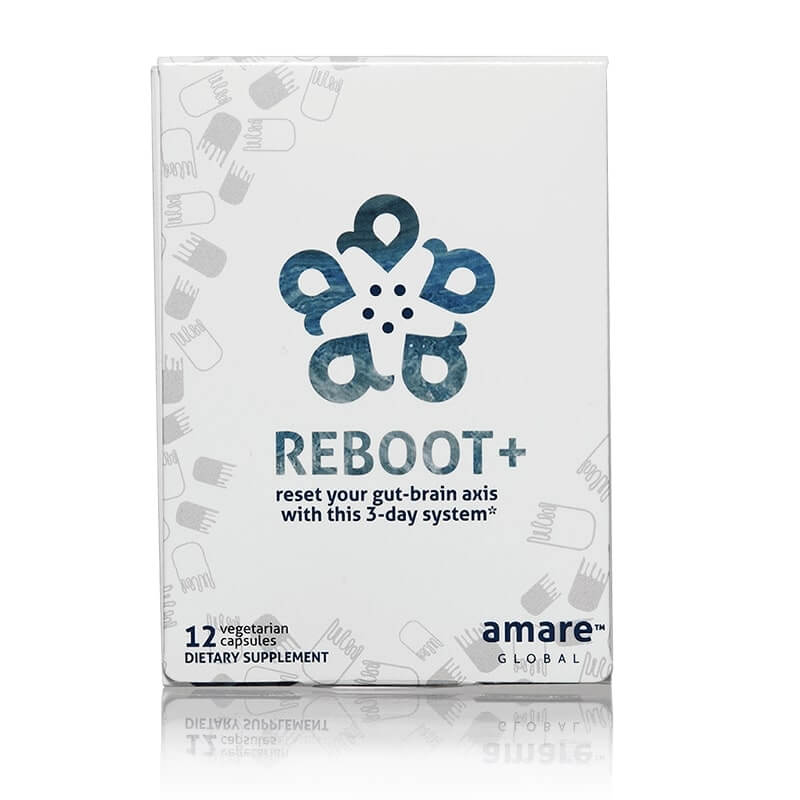 REBOOT+
reset your gut-brain axis
with this 3-day system*
12 vegetarian
capsules
DIETARY SUPPLEMENT
amare™
GLOBAL